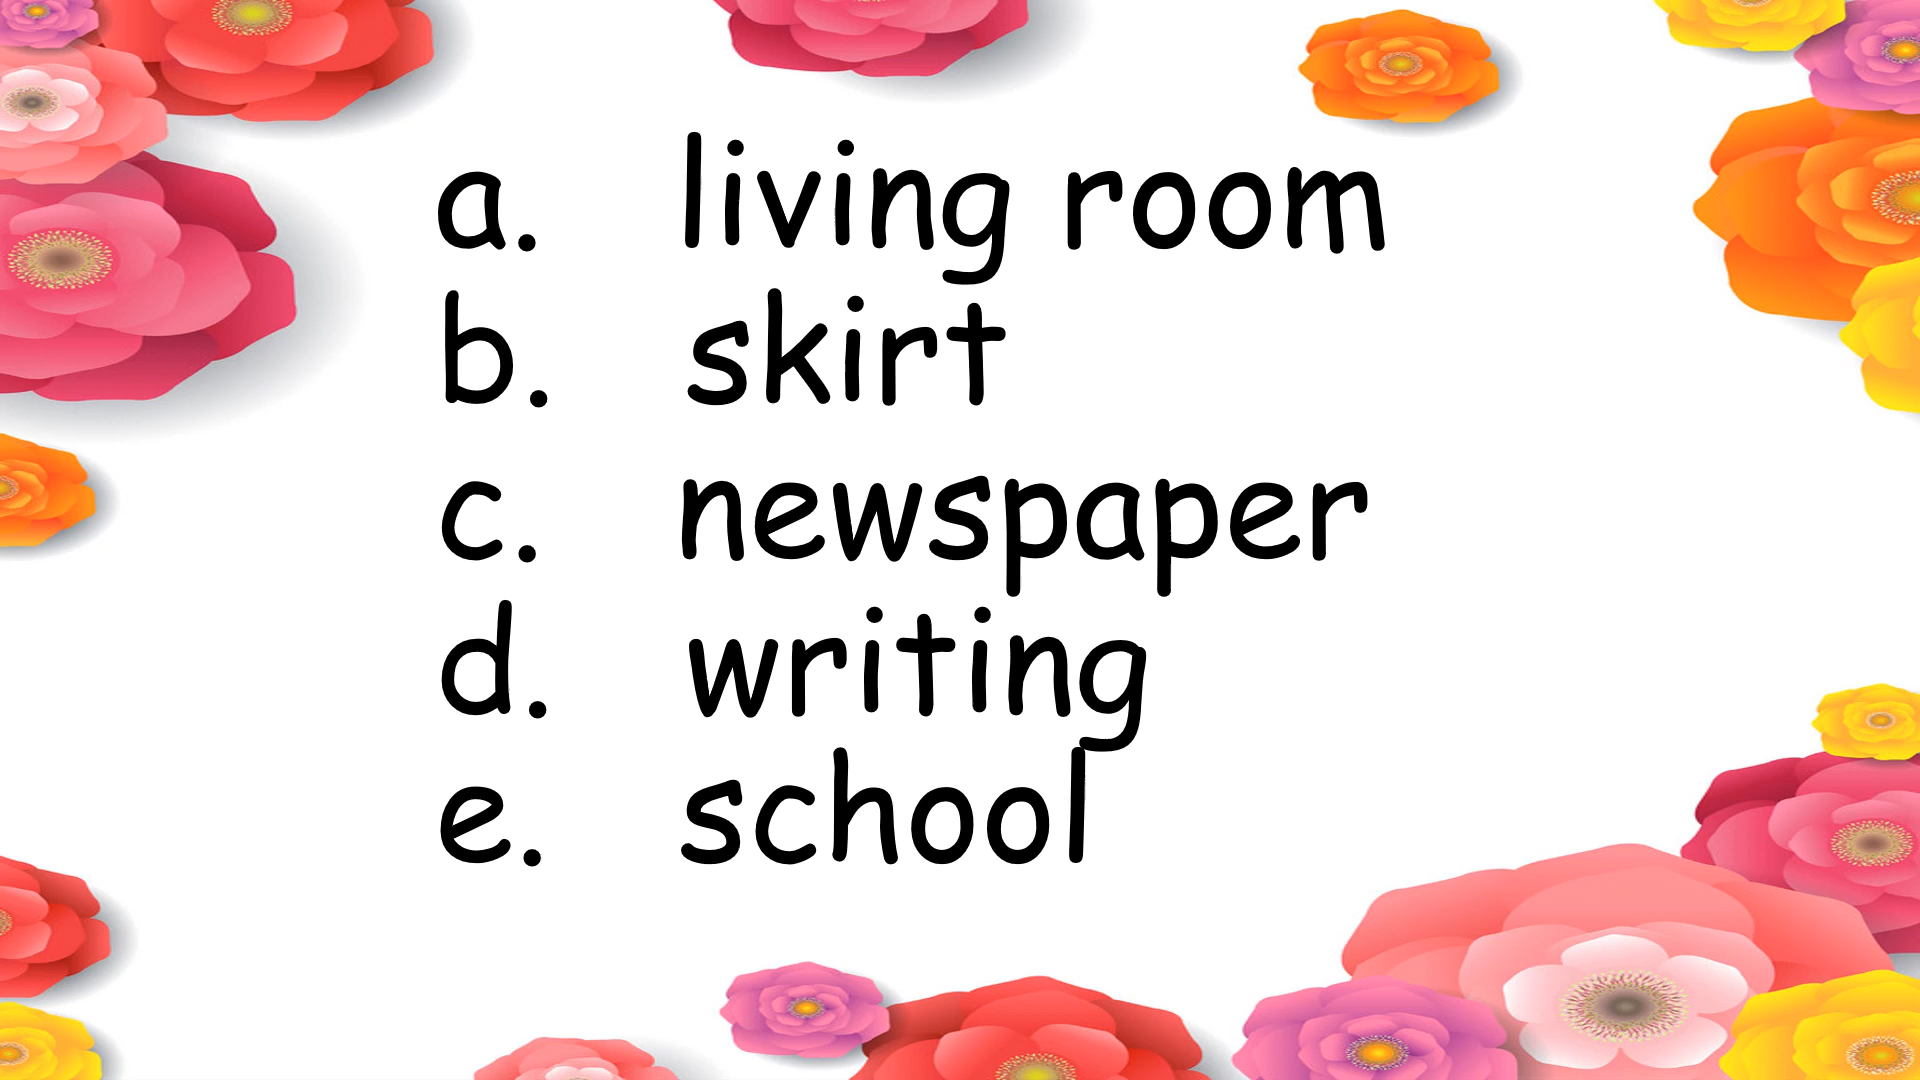 a. living room
b. skirt
c. newspaper
d. writing
e. school